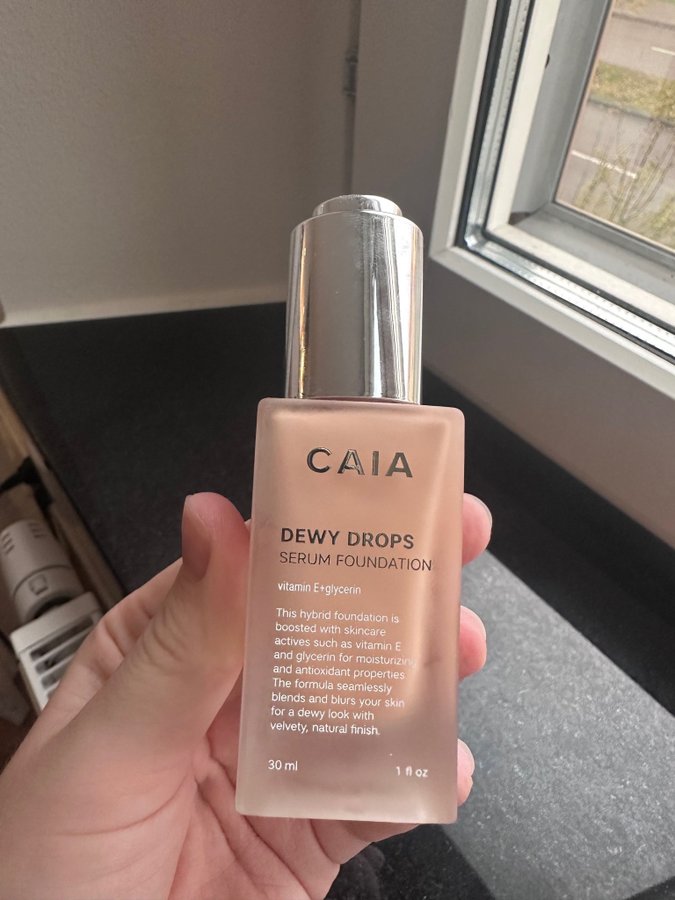 CAIA
DEWY DROPS
SERUM FOUNDATION
vitamin E+glycerin
This hybrid foundation is
boosted with skincare
actives such as vitamin E
and glycerin for moisturizing
and antioxidant properties
The formula seamlessly
blends and blurs your skin
for a dewy look with
velvety, natural finish.
30 ml
1 fl oz